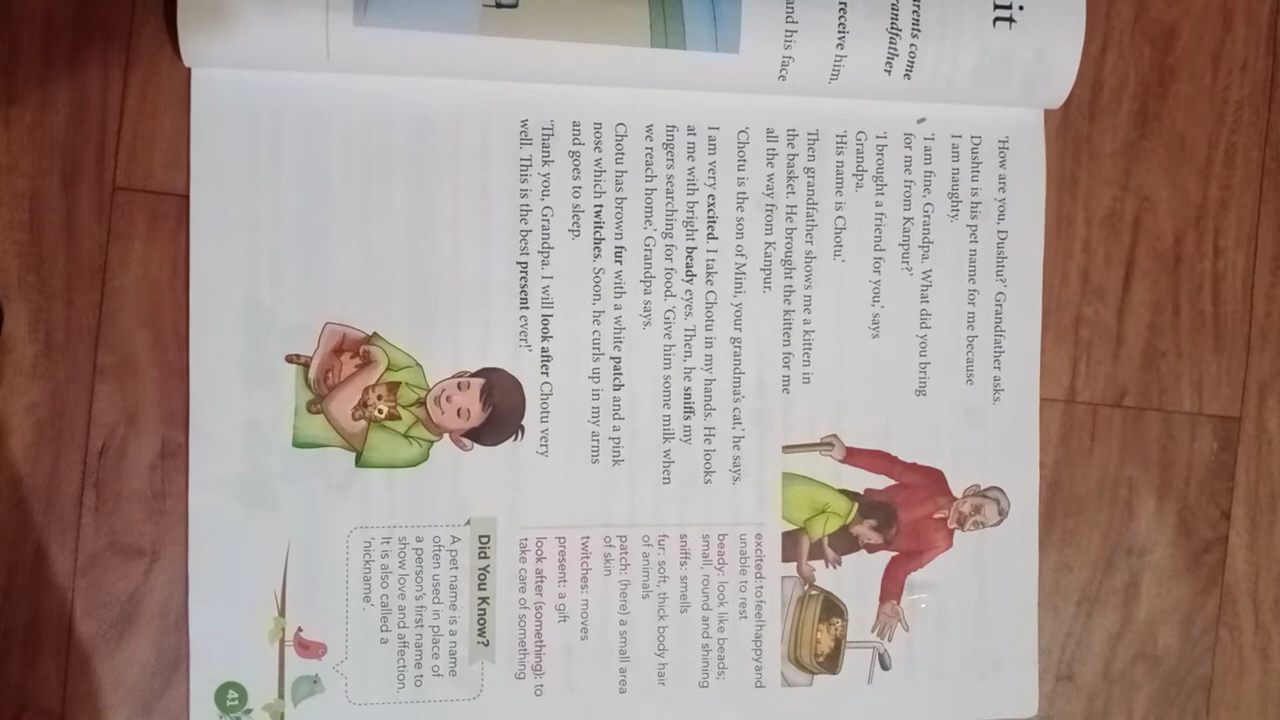 it
arents come
randfather
receive him.
and his face
'How are you, Dushtu?' Grandfather asks.
Dushtu is his pet name for me because
I am naughty.
'I am fine, Grandpa. What did you bring
for me from Kanpur?'
'I brought a friend for you,' says
Grandpa.
'His name is Chotu.'
Then grandfather shows me a kitten in
the basket. He brought the kitten for me
all the way from Kanpur.
'Chotu is the son of Mini, your grandma's cat,' he says.
I am very excited. I take Chotu in my hands. He looks
at me with bright beady eyes. Then, he sniffs my
fingers searching for food. 'Give him some milk when
we reach home,' Grandpa says.
Chotu has brown fur with a white patch and a pink
nose which twitches. Soon, he curls up in my arms
and goes to sleep.
'Thank you, Grandpa. I will look after Chotu very
well. This is the best present ever!'
excited: to feel happy and
unable to rest
beady: look like beads;
small, round and shining
sniffs: smells
fur: soft, thick body hair
of animals
patch: (here) a small area
of skin
twitches: moves
present: a gift
look after (something): to
take care of something
Did You Know?
A pet name is a name
often used in place of
a person's first name to
show love and affection.
It is also called a
'nickname'.
41